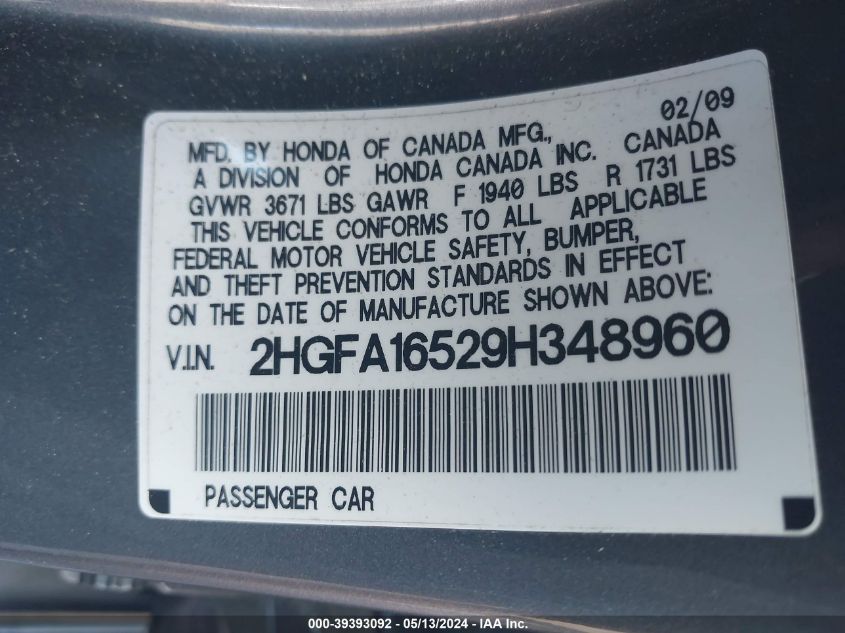 02/09
MFD. BY HONDA OF CANADA MFG., CANADA
A DIVISION OF HONDA CANADA INC.
GVWR 3671 LBS GAWR F 1940 LBS R 1731 LBS
THIS VEHICLE CONFORMS TO ALL APPLICABLE
FEDERAL MOTOR VEHICLE SAFETY, BUMPER,
AND THEFT PREVENTION STANDARDS IN EFFECT
ON THE DATE OF MANUFACTURE SHOWN ABOVE:
V.I.N. 2HGFA16529H348960
PASSENGER CAR
000-39393092 - 05/13/2024 - IAA Inc.